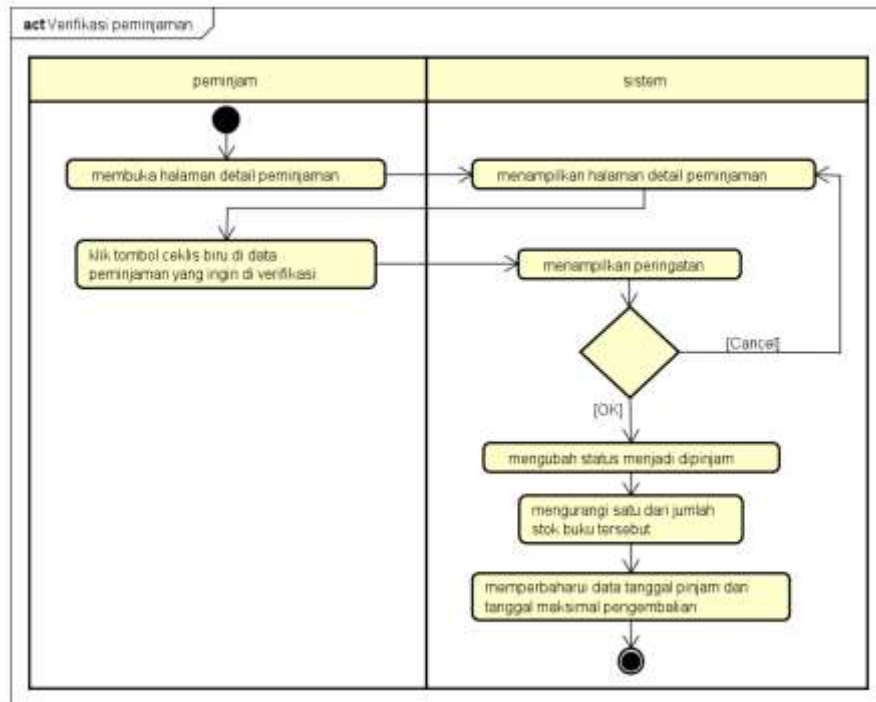 act Verifikasi peminjaman
peminjam
sistem
membuka halaman detail peminjaman
menampilkan halaman detail peminjaman
klik tombol ceklis biru di data
peminjaman yang ingin di verifikasi
menampilkan peringatan
[Cancel]
[OK]
mengubah status menjadi dipinjam
mengurangi satu dari jumlah
stok buku tersebut
memperbaharui data tanggal pinjam dan
tanggal maksimal pengembalian